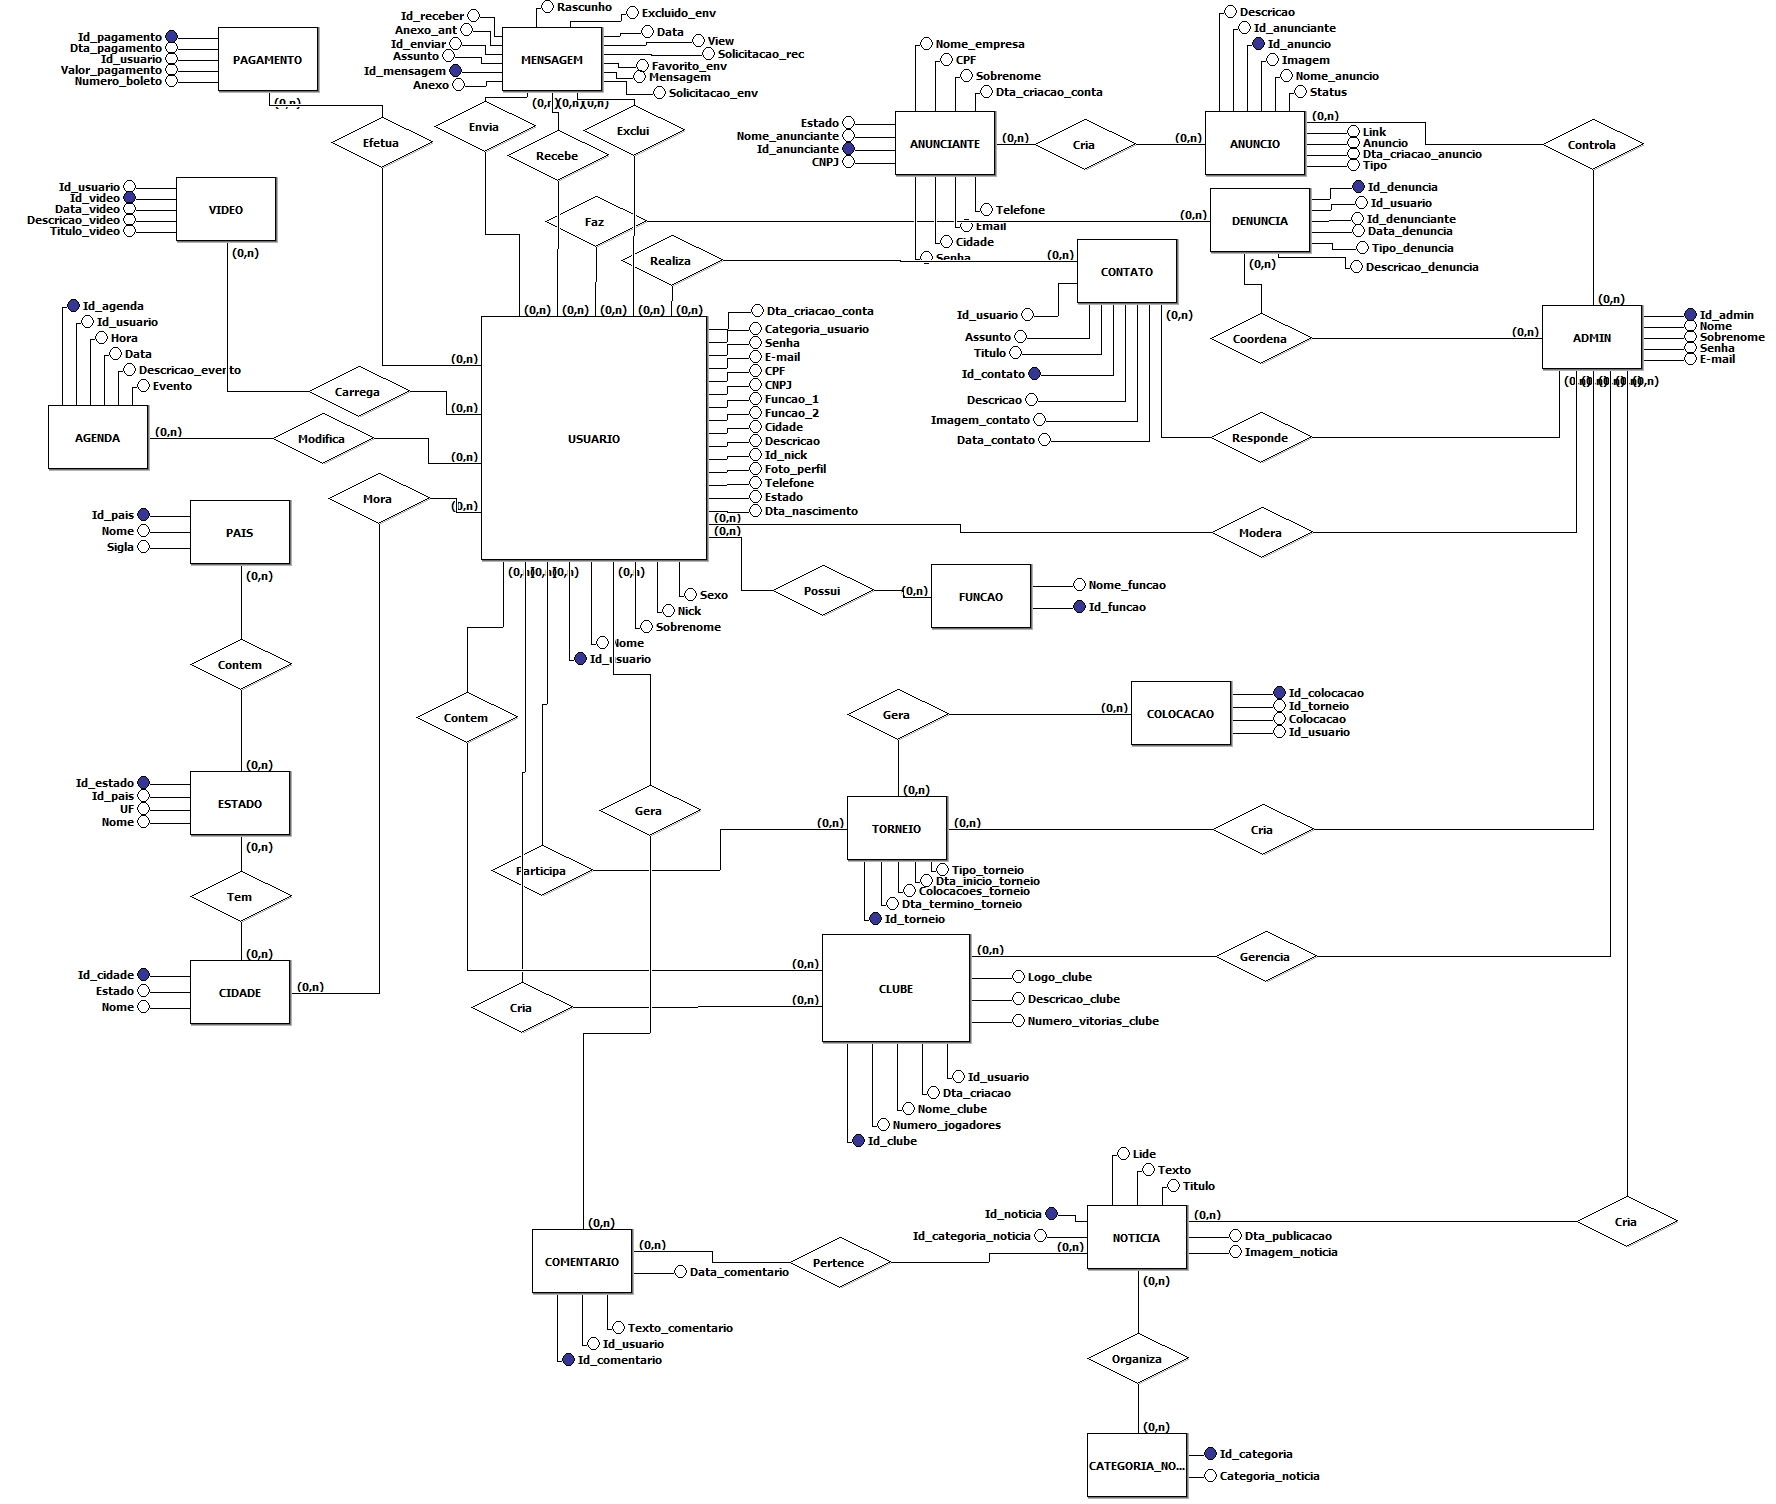 Id_pagamento
Dta_pagamento
Id_usuario
Valor_pagamento
Numero_boleto
PAGAMENTO
(0,n)
Efetua
Id_receber
Anexo_ant
Id_enviar
Assunto
Id_mensagem
Anexo
Rascunho
Excluido_env
Data
View
Solicitacao_rec
Favorito_env
Mensagem
Solicitacao_env
MENSAGEM
(0,n)
(0,n)
(0,n)
Envia
Recebe
Exclui
Nome_empresa
CPF
Sobrenome
Dta_criacao_conta
Estado
Nome_anunciante
Id_anunciante
CNPJ
ANUNCIANTE
Telefone
Email
Cidade
Senha
(0,n)
Cria
(0,n)
Descricao
Id_anunciante
Id_anuncio
Imagem
Nome_anuncio
Status
ANUNCIO
(0,n)
Link
Anuncio
Dta_criacao_anuncio
Tipo
Controla
Id_usuario
Id_video
Data_video
Descricao_video
Titulo_video
VIDEO
(0,n)
Faz
(0,n)
DENUNCIA
Id_denuncia
Id_usuario
Id_denunciante
Data_denuncia
Tipo_denuncia
Descricao_denuncia
(0,n)
Realiza
(0,n)
CONTATO
(0,n)
Id_usuario
Assunto
Titulo
Id_contato
Descricao
Imagem_contato
Data_contato
Coordena
(0,n)
(0,n)
ADMIN
Id_admin
Nome
Sobrenome
Senha
E-mail
(0,n)
(0,n)
(0,n)
(0,n)
(0,n)
Responde
Id_agenda
Id_usuario
Hora
Data
Descricao_evento
Evento
AGENDA
(0,n)
Carrega
Modifica
Mora
(0,n)
(0,n)
(0,n)
(0,n)
(0,n)
(0,n)
(0,n)
(0,n)
(0,n)
USUARIO
Dta_criacao_conta
Categoria_usuario
Senha
E-mail
CPF
CNPJ
Funcao_1
Funcao_2
Cidade
Descricao
Id_nick
Foto_perfil
Telefone
Estado
Dta_nascimento
(0,n)
(0,n)
Modera
(0,n)
(0,n)
(0,n)
(0,n)
Sexo
Nick
Sobrenome
Nome
Id_usuario
Possui
(0,n)
FUNCAO
Nome_funcao
Id_funcao
Id_pais
Nome
Sigla
PAIS
(0,n)
Contem
(0,n)
Id_estado
Id_pais
UF
Nome
ESTADO
(0,n)
Tem
(0,n)
Id_cidade
Estado
Nome
CIDADE
(0,n)
Contem
Gera
Participa
Cria
Gera
(0,n)
COLOCACAO
Id_colocacao
Id_torneio
Colocacao
Id_usuario
(0,n)
(0,n)
TORNEIO
(0,n)
Cria
Tipo_torneio
Dta_inicio_torneio
Colocacoes_torneio
Dta_termino_torneio
Id_torneio
(0,n)
(0,n)
CLUBE
(0,n)
Gerencia
Logo_clube
Descricao_clube
Numero_vitorias_clube
Id_usuario
Dta_criacao
Nome_clube
Numero_jogadores
Id_clube
(0,n)
COMENTARIO
(0,n)
Data_comentario
Texto_comentario
Id_usuario
Id_comentario
Pertence
Lide
Texto
Titulo
Id_noticia
Id_categoria_noticia
(0,n)
NOTICIA
(0,n)
Dta_publicacao
Imagem_noticia
Cria
(0,n)
Organiza
(0,n)
CATEGORIA_NO...
Id_categoria
Categoria_noticia